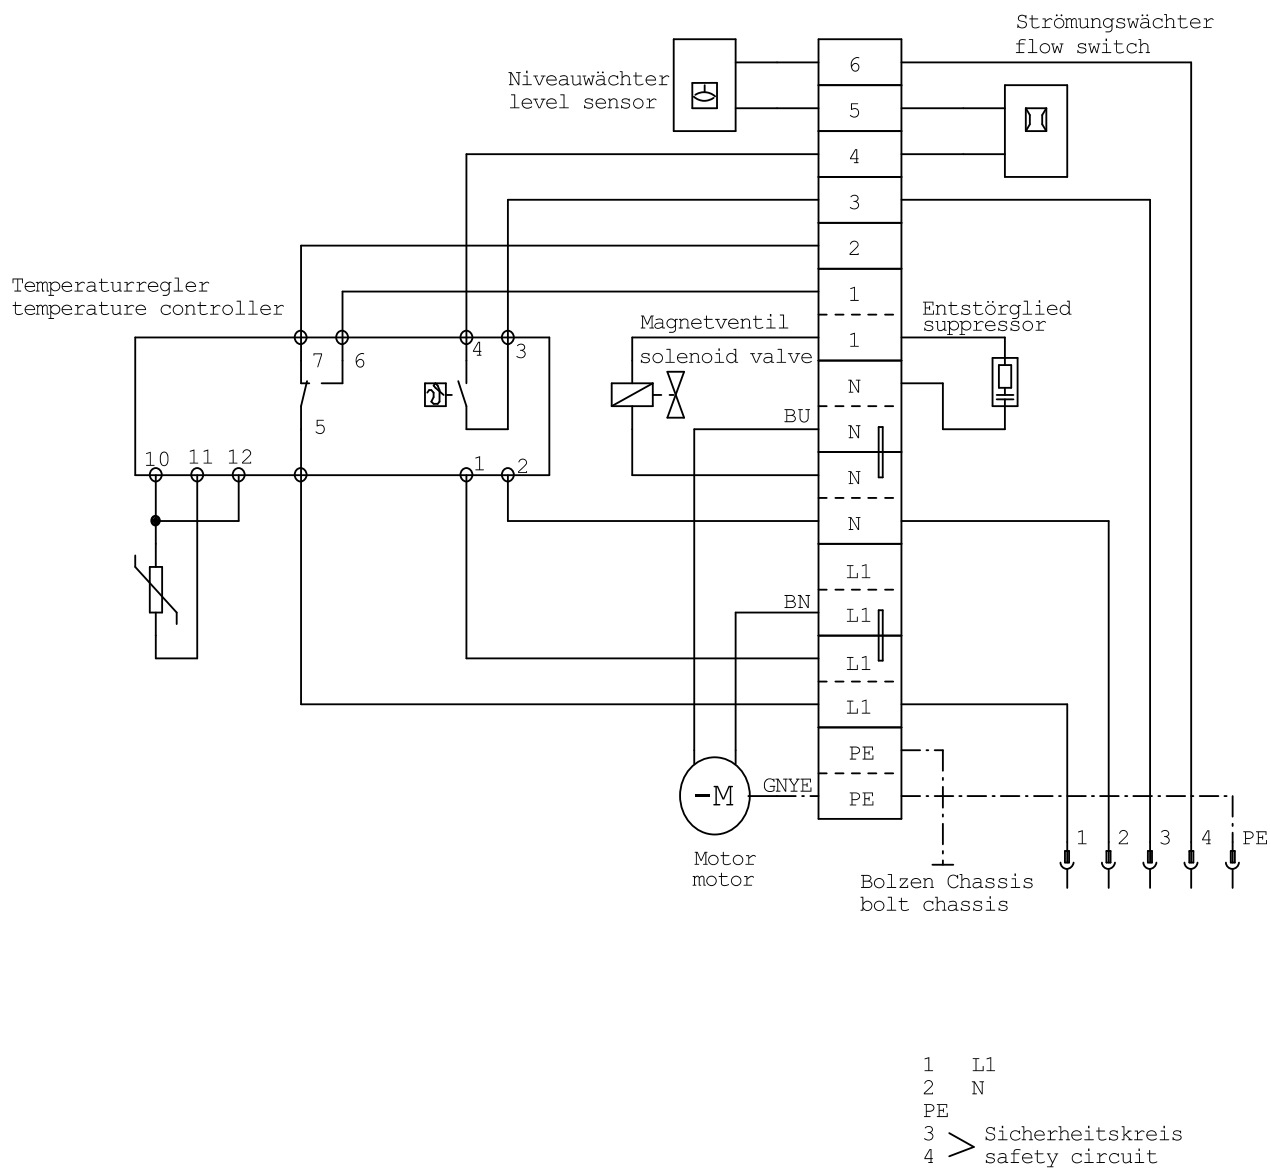 Strömungswächter
flow switch
Niveauwächter
level sensor
6
5
4
3
2
1
1
N
N
N
N
L1
L1
L1
L1
PE
PE
Temperaturregler
temperature controller
7
6
4
3
5
10
11
12
1
2
Magnetventil
solenoid valve
Entstörglied
suppressor
BU
BN
GNYE
-M
Motor
motor
Bolzen Chassis
bolt chassis
1
2
3
4
PE
1 L1
2 N
PE
3 Sicherheitskreis
4 safety circuit